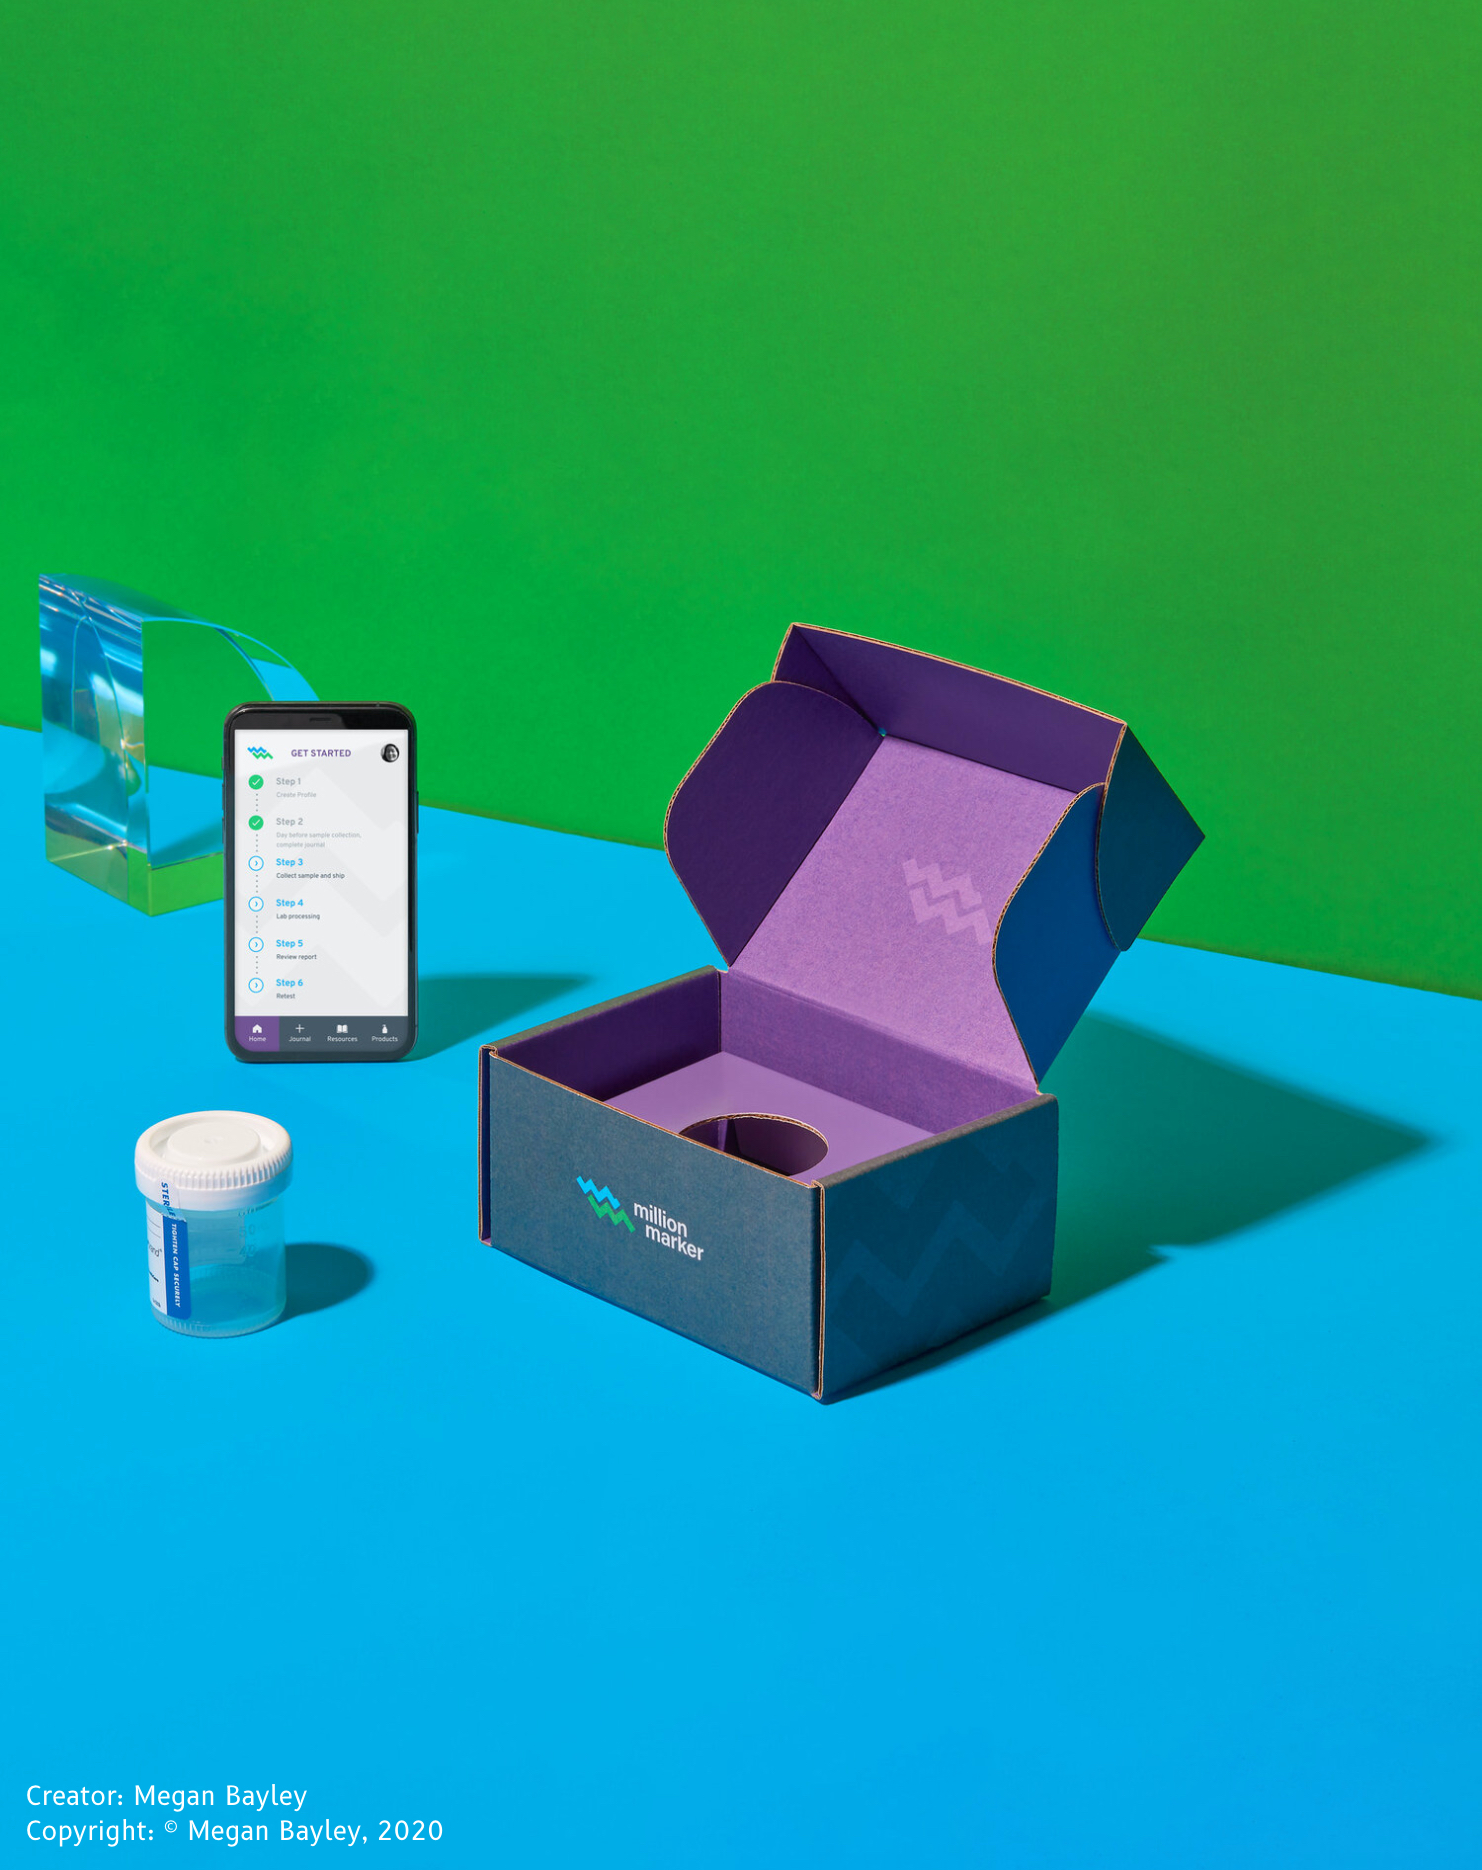 GET STARTED
Step 1
Create Profile
Step 2
Day before sample collection,
complete journal
Step 3
Collect sample and ship
Step 4
Lab processing
Step 5
Review report
Step 6
Retest
Home
Journal
Resources
Products
TIGHTEN CAP SECURELY
million
marker
Creator: Megan Bayley
Copyright: © Megan Bayley, 2020